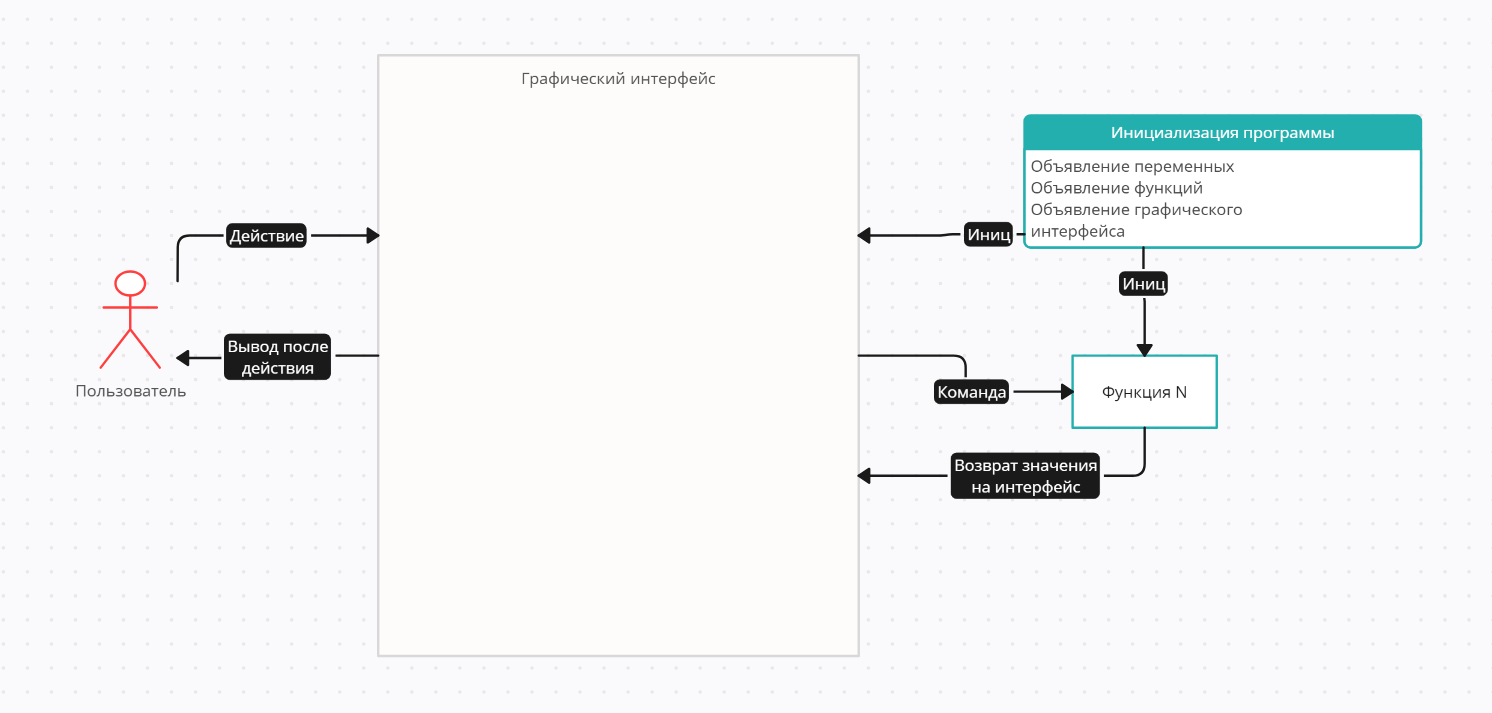 Графический интерфейс
Инициализация программы
Объявление переменных
Объявление функций
Объявление графического
интерфейса
Действие
Иниц
Иниц
Вывод после
действия
Пользователь
Команда
Функция N
Возврат значения
на интерфейс